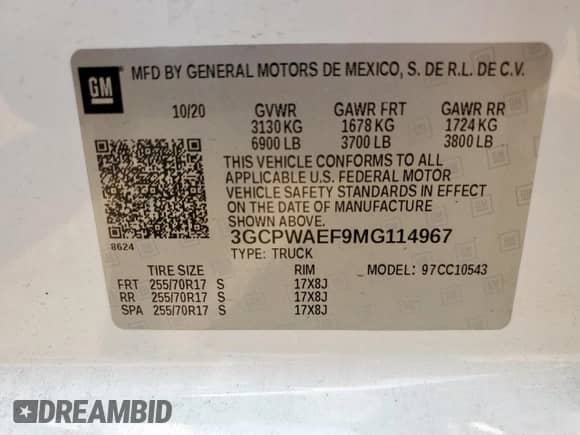 GM
MFD BY GENERAL MOTORS DE MEXICO, S. DE R.L. DE C.V.
10/20 GVWR GAWR FRT GAWR RR
3130 KG 1678 KG 1724 KG
6900 LB 3700 LB 3800 LB
THIS VEHICLE CONFORMS TO ALL
APPLICABLE U.S. FEDERAL MOTOR
VEHICLE SAFETY STANDARDS IN EFFECT
ON THE DATE OF MANUFACTURE
SHOWN ABOVE.
8624 3GCPWAEF9MG114967
TYPE: TRUCK
TIRE SIZE RIM MODEL: 97CC10543
FRT 255/70R17 S 17X8J
RR 255/70R17 S 17X8J
SPA 255/70R17 S 17X8J
DREAMBID